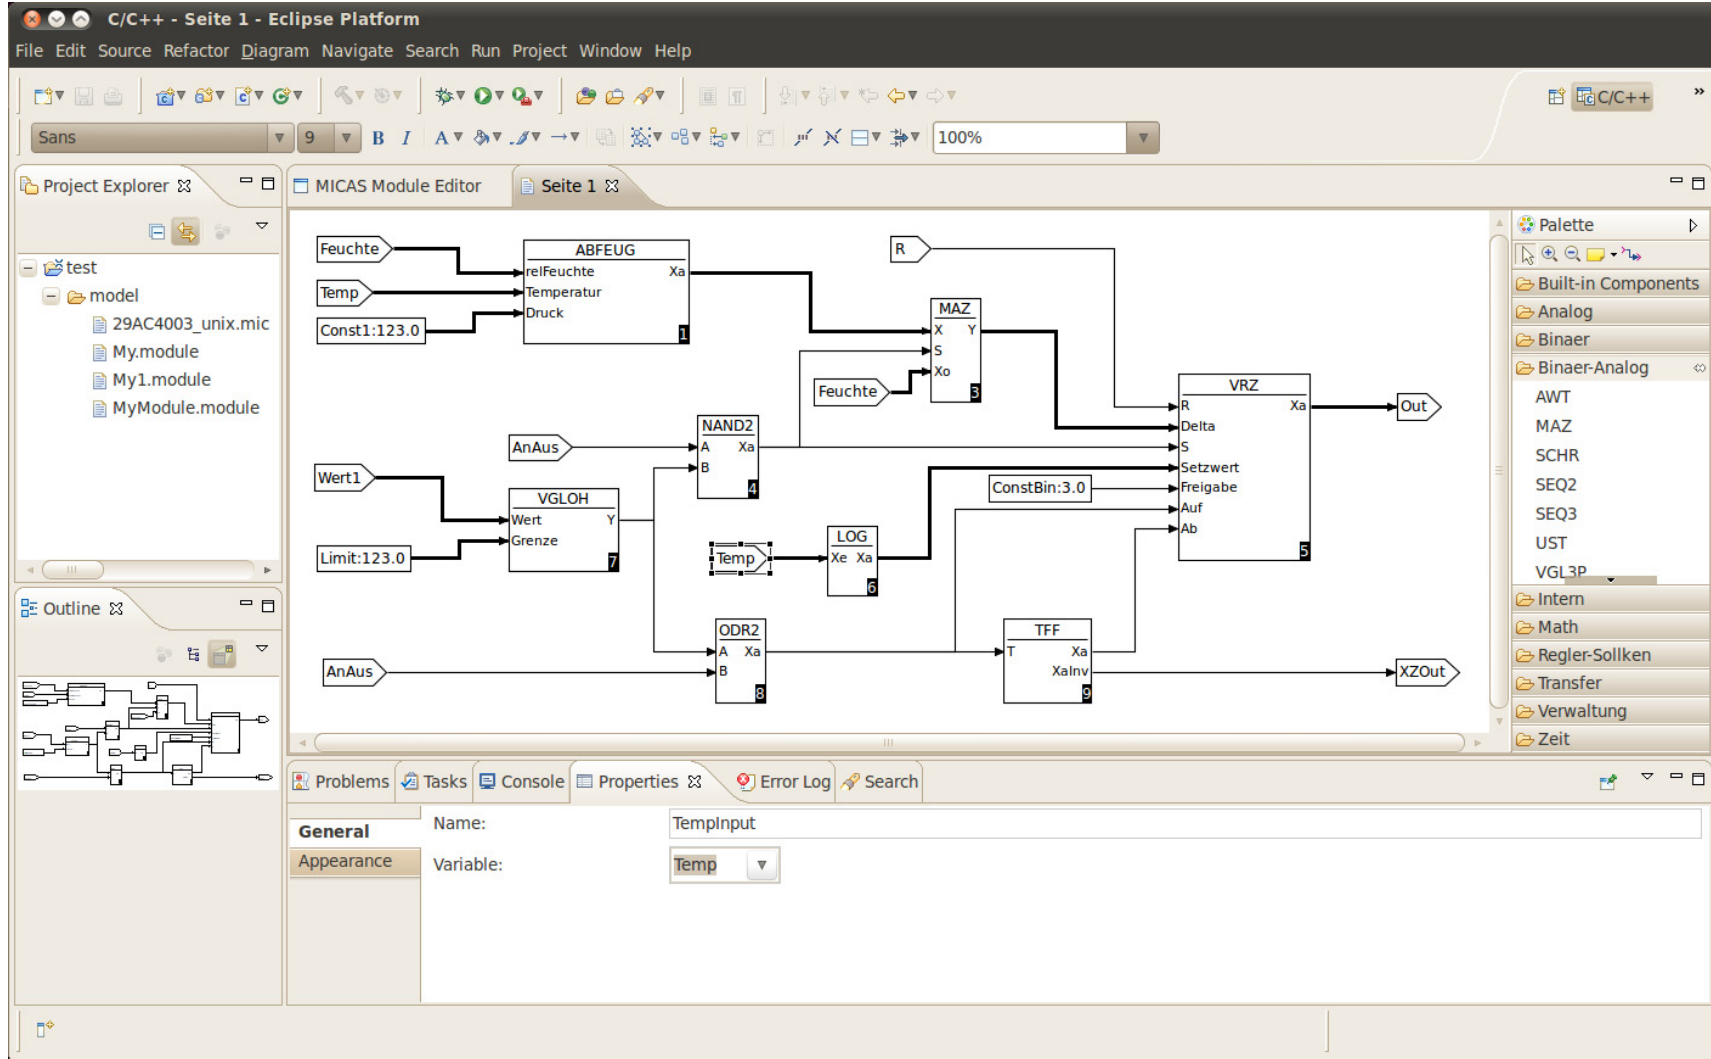 C/C++ - Seite 1 - Eclipse Platform
File Edit Source Refactor Diagram Navigate Search Run Project Window Help
C/C++ »
Sans 9 B I A 100%
Project Explorer
test
model
29AC4003_unix.mic
My.module
My1.module
MyModule.module
Outline
MICAS Module Editor Seite 1
Feuchte
Temp
Const1:123.0
ABFEUG
relFeuchte Xa
Temperatur
Druck
1
R
MAZ
X Y
S
Xo
3
Feuchte
AnAus
NAND2
A Xa
B
4
Wert1
Limit:123.0
VGLOH
Wert Y
Grenze
7
Temp
LOG
Xe Xa
6
ConstBin:3.0
VRZ
R Xa
Delta
S
Setzwert
Freigabe
Auf
Ab
5
Out
AnAus
ODR2
A Xa
B
8
TFF
T Xa
XaInv
9
XZOut
Palette
Built-in Components
Analog
Binaer
Binaer-Analog
AWT
MAZ
SCHR
SEQ2
SEQ3
UST
VGL3P
Intern
Math
Regler-Sollken
Transfer
Verwaltung
Zeit
Problems Tasks Console Properties Error Log Search
General
Appearance
Name: TempInput
Variable: Temp